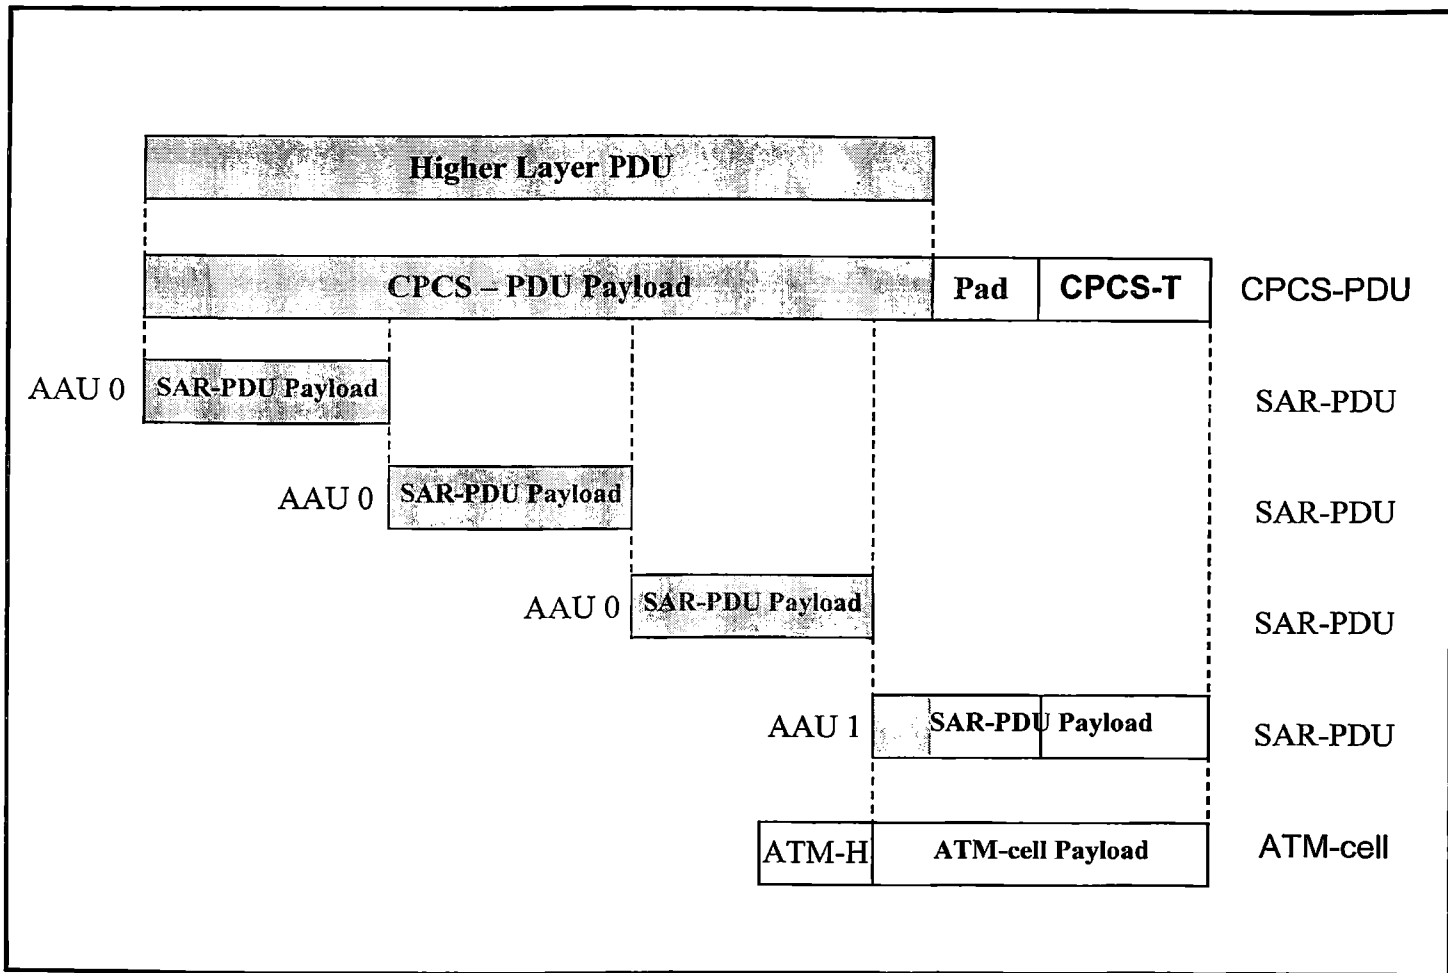 Higher Layer PDU
CPCS – PDU Payload Pad CPCS-T CPCS-PDU
AAU 0 SAR-PDU Payload SAR-PDU
AAU 0 SAR-PDU Payload SAR-PDU
AAU 0 SAR-PDU Payload SAR-PDU
AAU 1 SAR-PDU Payload SAR-PDU
ATM-H ATM-cell Payload ATM-cell